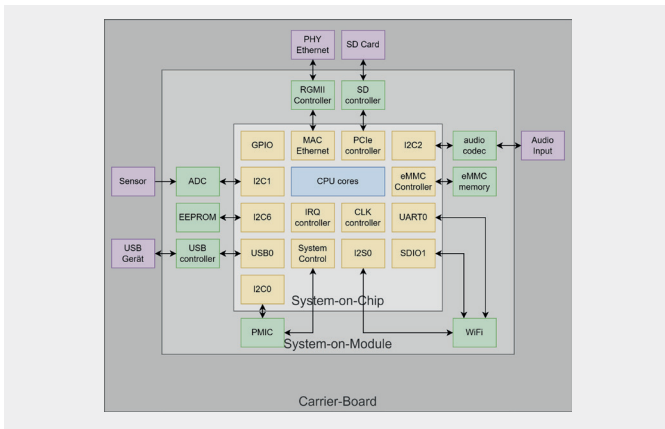 PHY
Ethernet
SD Card
RGMII
Controller
SD
controller
GPIO
MAC
Ethernet
PCIe
controller
I2C2
audio
codec
Audio
Input
Sensor
ADC
I2C1
CPU cores
eMMC
Controller
eMMC
memory
EEPROM
I2C6
IRQ
controller
CLK
controller
UART0
USB
Gerät
USB
controller
USB0
System
Control
I2S0
SDIO1
I2C0
System-on-Chip
PMIC
WiFi
System-on-Module
Carrier-Board